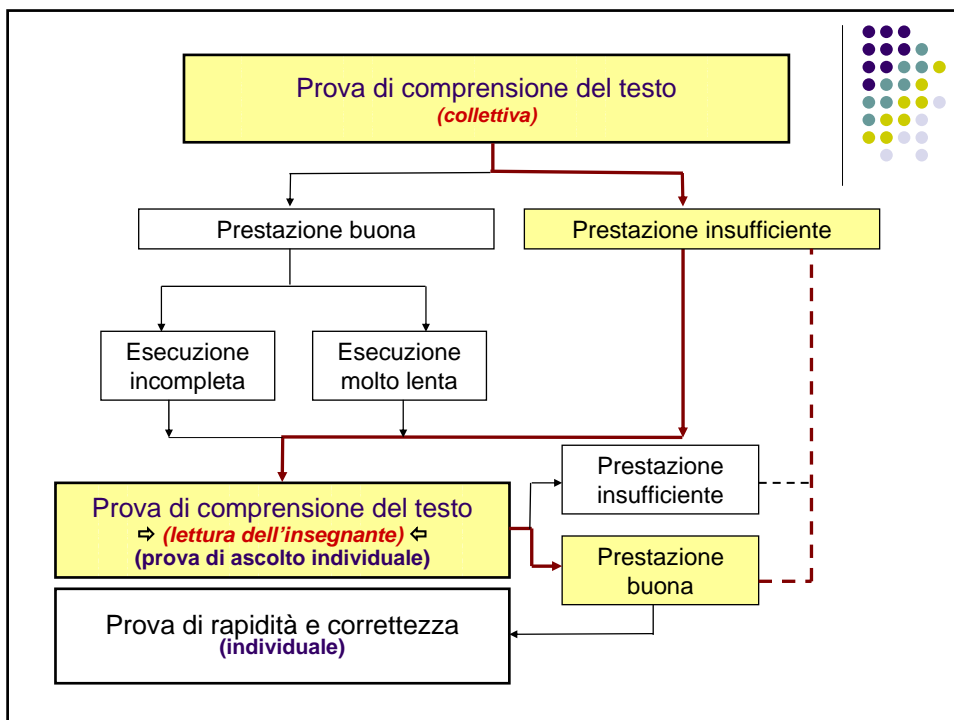 Prova di comprensione del testo
(collettiva)
Prestazione buona
Prestazione insufficiente
Esecuzione
incompleta
Esecuzione
molto lenta
Prestazione
insufficiente
Prova di comprensione del testo
⇨ (lettura dell'insegnante) ⇦
(prova di ascolto individuale)
Prestazione
buona
Prova di rapidità e correttezza
(individuale)